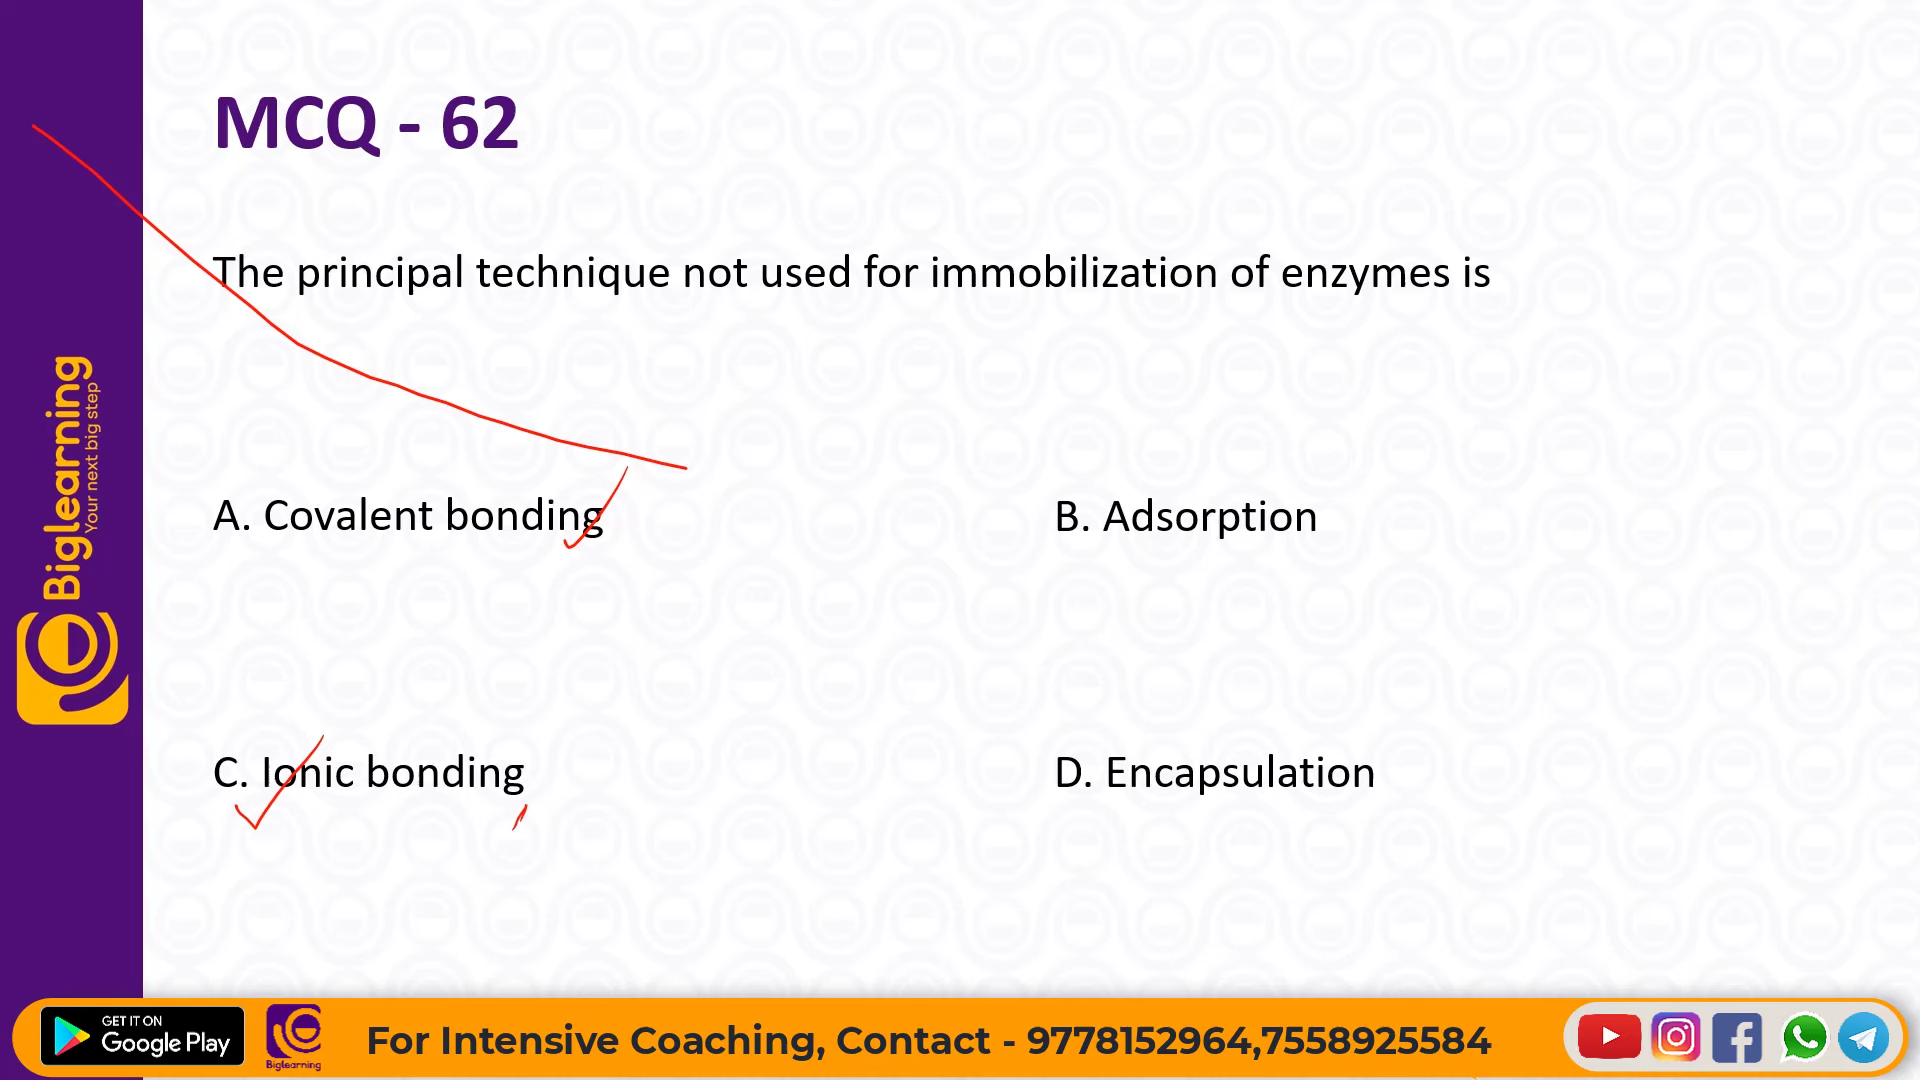 MCQ - 62
The principal technique not used for immobilization of enzymes is
A. Covalent bonding
B. Adsorption
C. Ionic bonding
D. Encapsulation
Biglearning
Your next big step
GET IT ON
Google Play
Biglearning
For Intensive Coaching, Contact - 9778152964,7558925584